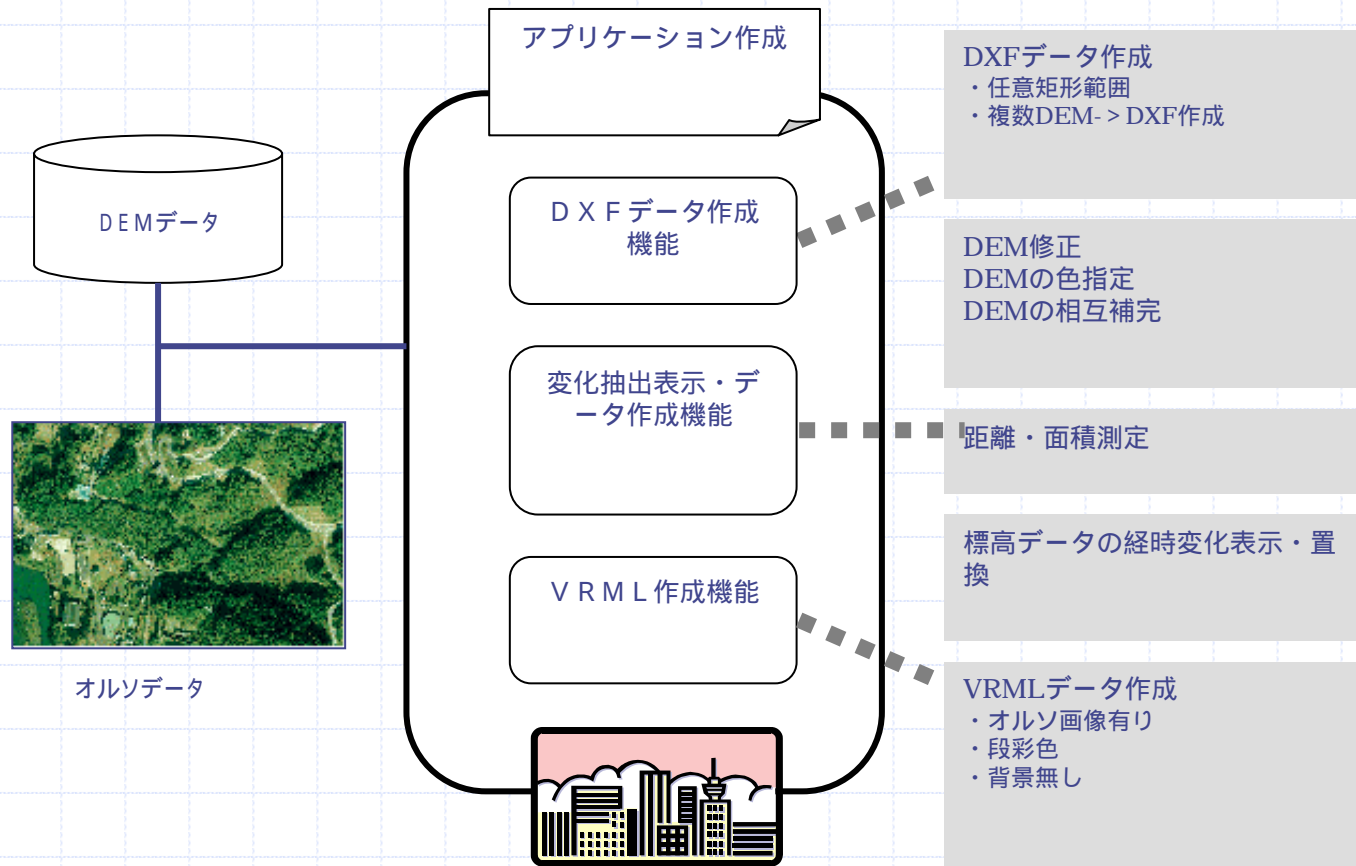 アプリケーション作成
DEMデータ
オルソデータ
ＤＸＦデータ作成
機能
変化抽出表示・デ
ータ作成機能
ＶＲＭＬ作成機能
DXFデータ作成
・任意矩形範囲
・複数DEM->DXF作成
DEM修正
DEMの色指定
DEMの相互補完
距離・面積測定
標高データの経時変化表示・置
換
VRMLデータ作成
・オルソ画像有り
・段彩色
・背景無し